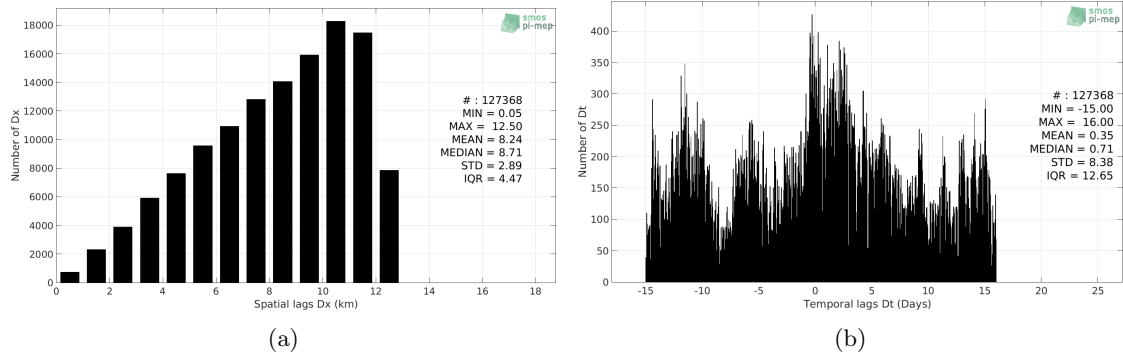 18000
16000
14000
12000
10000
8000
6000
4000
2000
0
Number of Dx
smos
pi-mep
# : 127368
MIN = 0.05
MAX = 12.50
MEAN = 8.24
MEDIAN = 8.71
STD = 2.89
IQR = 4.47
0 2 4 6 8 10 12 14 16 18
Spatial lags Dx (km)
(a)
400
350
300
250
200
150
100
50
0
Number of Dt
smos
pi-mep
# : 127368
MIN = -15.00
MAX = 16.00
MEAN = 0.35
MEDIAN = 0.71
STD = 8.38
IQR = 12.65
-15 -10 -5 0 5 10 15 20 25
Temporal lags Dt (Days)
(b)